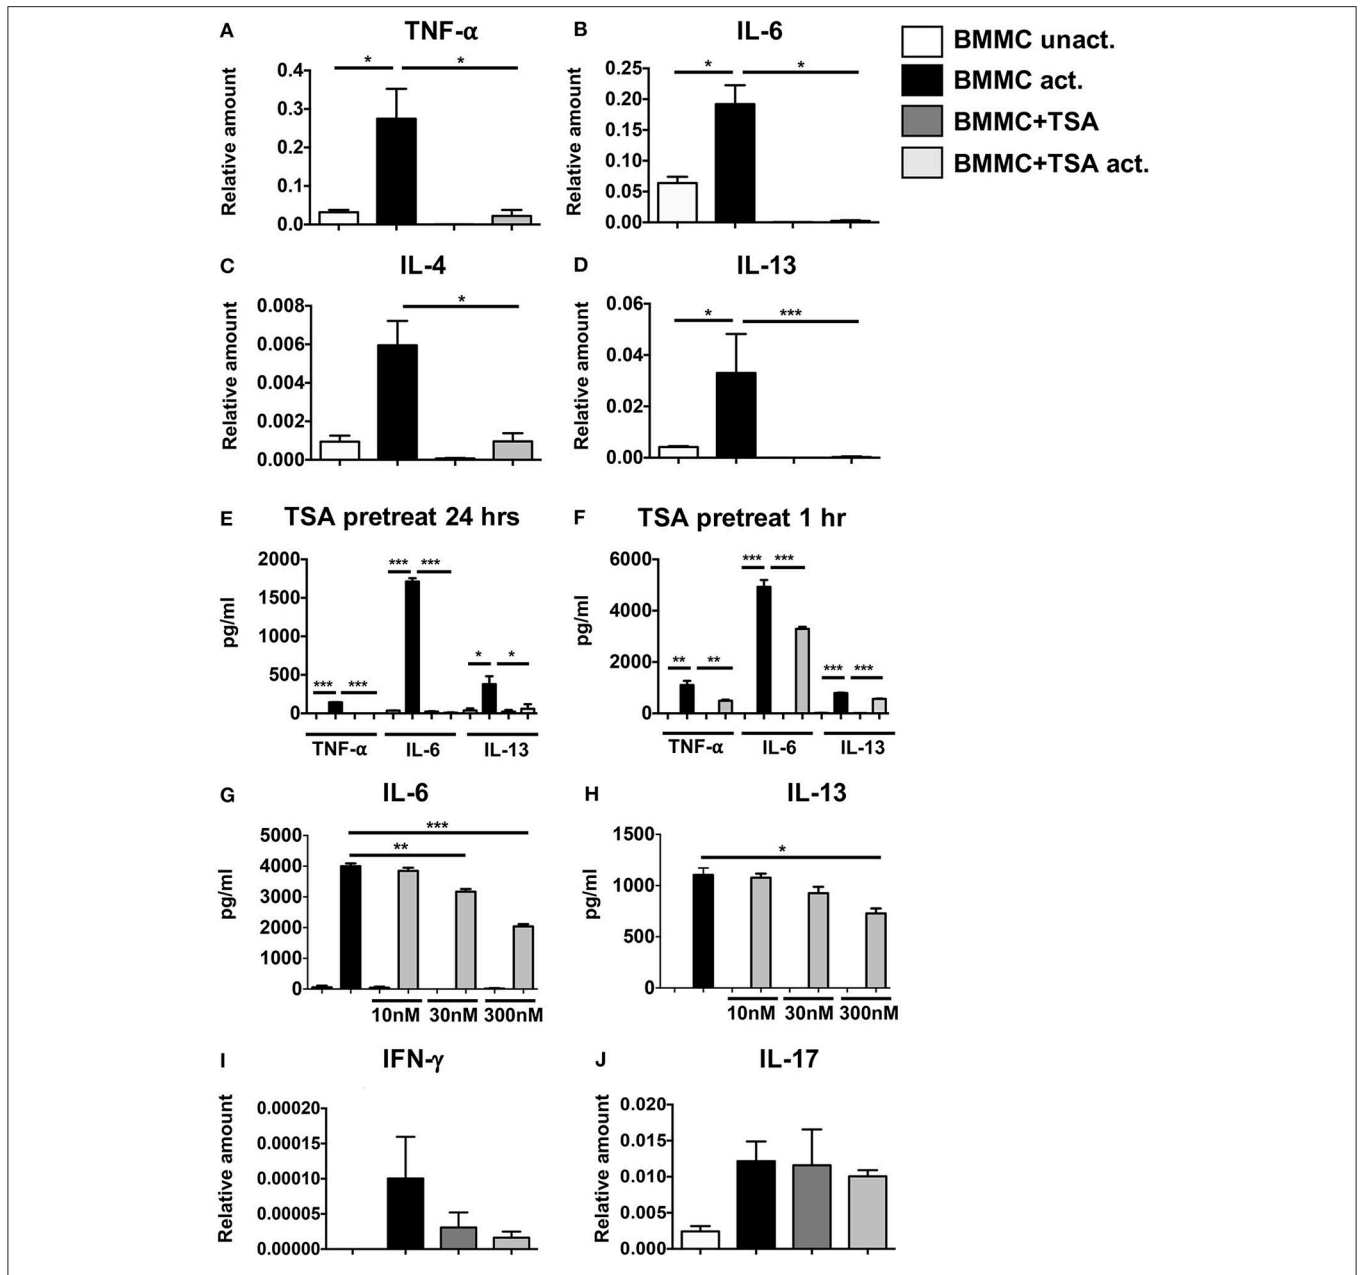 A TNF-α
* *
0.4
0.3
0.2
0.1
0.0
Relative amount
B IL-6
* *
0.25
0.20
0.15
0.10
0.05
0.00
Relative amount
BMMC unact.
BMMC act.
BMMC+TSA
BMMC+TSA act.
C IL-4
*
0.008
0.006
0.004
0.002
0.000
Relative amount
D IL-13
* ***
0.06
0.04
0.02
0.00
Relative amount
E TSA pretreat 24 hrs
2000
1500
1000
500
0
pg/ml
*** ***
*** ***
* *
TNF-α IL-6 IL-13
F TSA pretreat 1 hr
6000
4000
2000
0
pg/ml
** **
*** ***
*** ***
TNF-α IL-6 IL-13
G IL-6
***
**
5000
4000
3000
2000
1000
0
pg/ml
10nM 30nM 300nM
H IL-13
*
1500
1000
500
0
pg/ml
10nM 30nM 300nM
I IFN-γ
0.00020
0.00015
0.00010
0.00005
0.00000
Relative amount
J IL-17
0.020
0.015
0.010
0.005
0.000
Relative amount